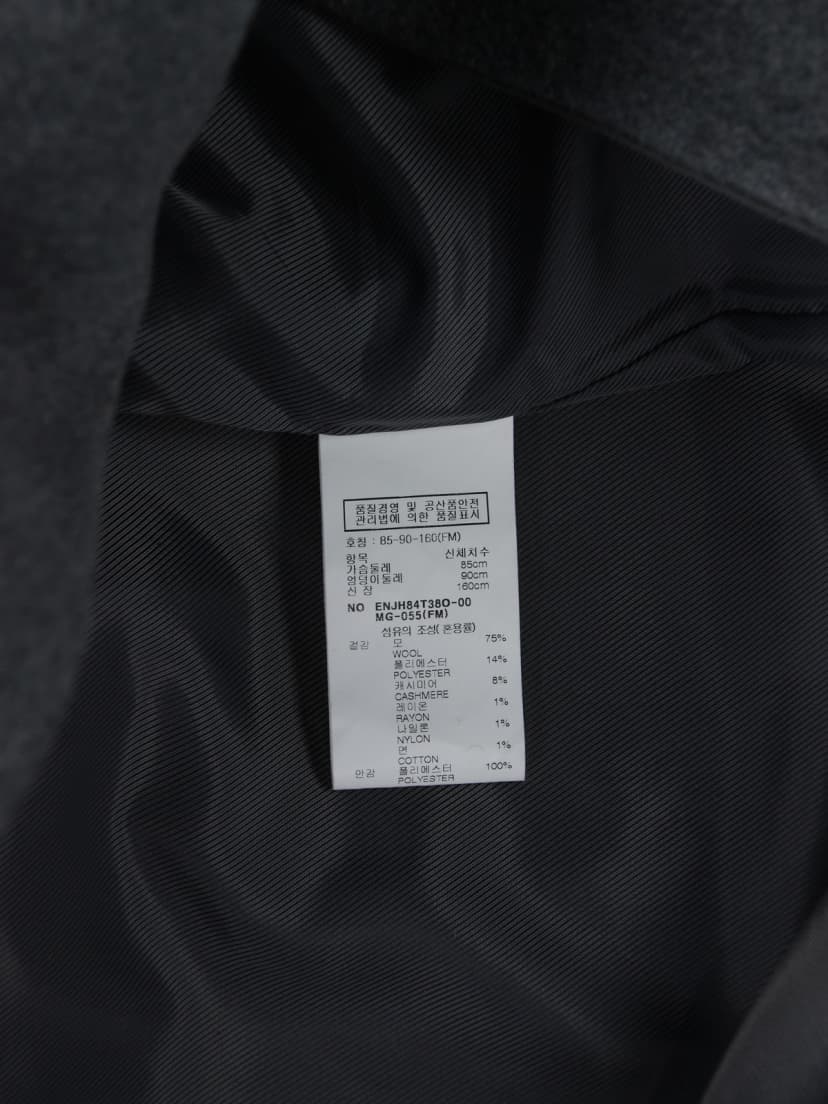 품질경영 및 공산품안전
관리법에 의한 품질표시
호칭 : 85-90-160(FM)
항목 신체치수
가슴둘레 85cm
엉덩이둘레 90cm
신 장 160cm
NO ENJH84T380-00
MG-055(FM)
섬유의 조성(혼용률)
겉감 모 75%
WOOL
폴리에스터 14%
POLYESTER
캐시미어 8%
CASHMERE
레이온 1%
RAYON
나일론 1%
NYLON
면 1%
COTTON
안감 폴리에스터 100%
POLYESTER